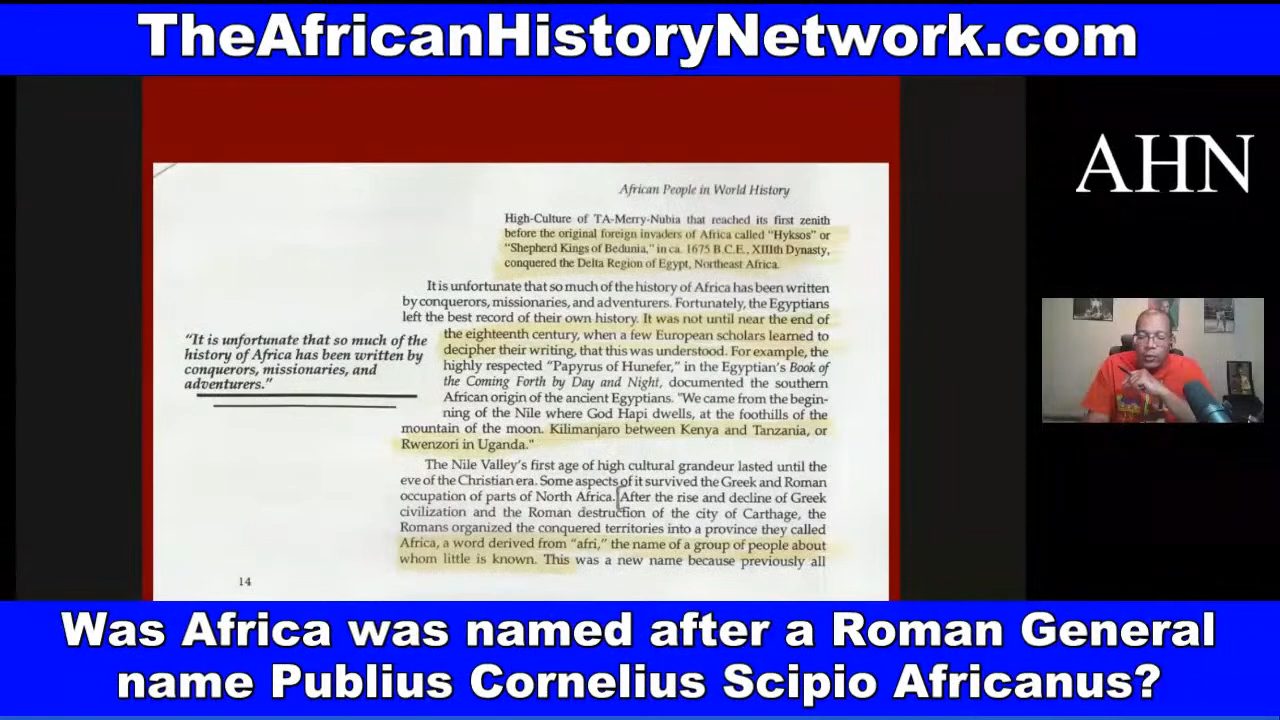 TheAfricanHistoryNetwork.com
AHN
African People in World History
High-Culture of TA-Merry-Nubia that reached its first zenith
before the original foreign invaders of Africa called "Hyksos" or
"Shepherd Kings of Bedunia," in ca. 1675 B.C.E., XIIIth Dynasty,
conquered the Delta Region of Egypt, Northeast Africa.
It is unfortunate that so much of the history of Africa has been written
by conquerors, missionaries, and adventurers. Fortunately, the Egyptians
left the best record of their own history. It was not until near the end of
the eighteenth century, when a few European scholars learned to
decipher their writing, that this was understood. For example, the
highly respected "Papyrus of Hunefer," in the Egyptian's Book of
the Coming Forth by Day and Night, documented the southern
African origin of the ancient Egyptians. "We came from the begin-
ning of the Nile where God Hapi dwells, at the foothills of the
mountain of the moon. Kilimanjaro between Kenya and Tanzania, or
Rwenzori in Uganda."
"It is unfortunate that so much of the
history of Africa has been written by
conquerors, missionaries, and
adventurers."
The Nile Valley's first age of high cultural grandeur lasted until the
eve of the Christian era. Some aspects of it survived the Greek and Roman
occupation of parts of North Africa. After the rise and decline of Greek
civilization and the Roman destruction of the city of Carthage, the
Romans organized the conquered territories into a province they called
Africa, a word derived from "afri," the name of a group of people about
whom little is known. This was a new name because previously all
14
Was Africa was named after a Roman General
name Publius Cornelius Scipio Africanus?